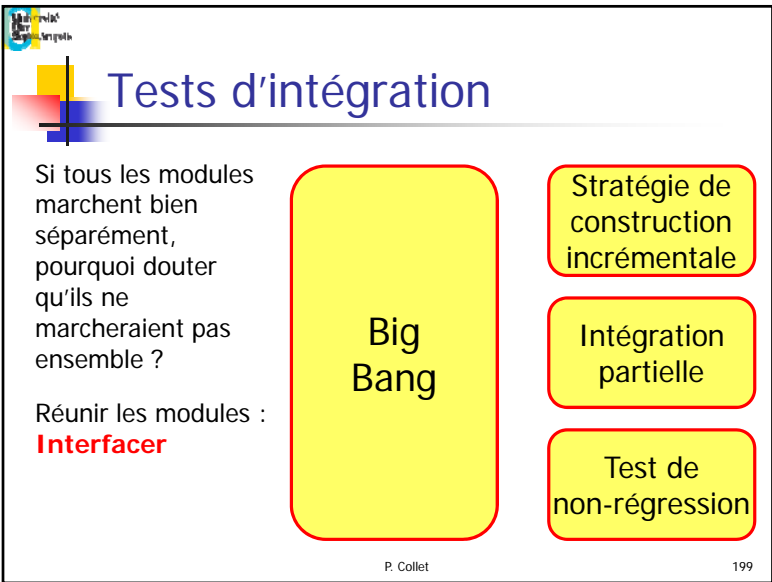 Tests d'intégration
Si tous les modules
marchent bien
séparément,
pourquoi douter
qu'ils ne
marcheraient pas
ensemble ?
Réunir les modules :
Interfacer
Big
Bang
Stratégie de
construction
incrémentale
Intégration
partielle
Test de
non-régression
P. Collet
199